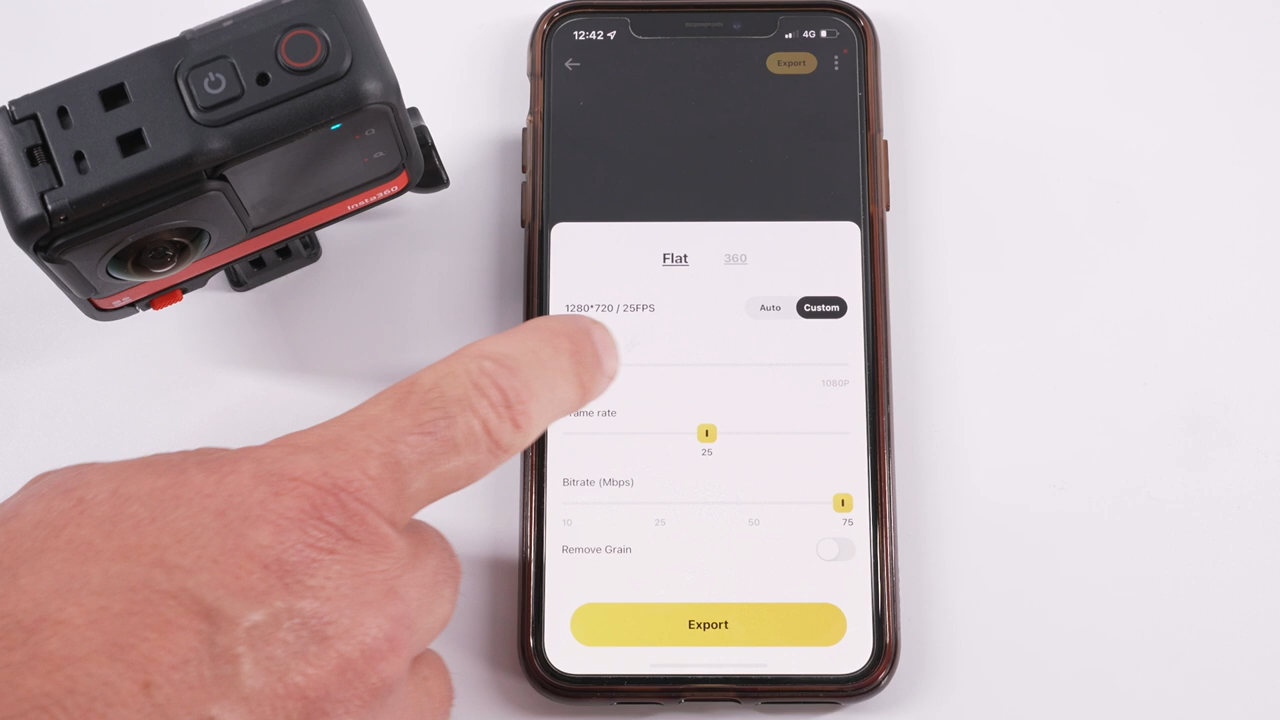 12:42
4G
Export
Insta360
Flat 360
1280*720 / 25FPS
Auto Custom
1080P
rame rate
25
Bitrate (Mbps)
10 25 50 75
Remove Grain
Export